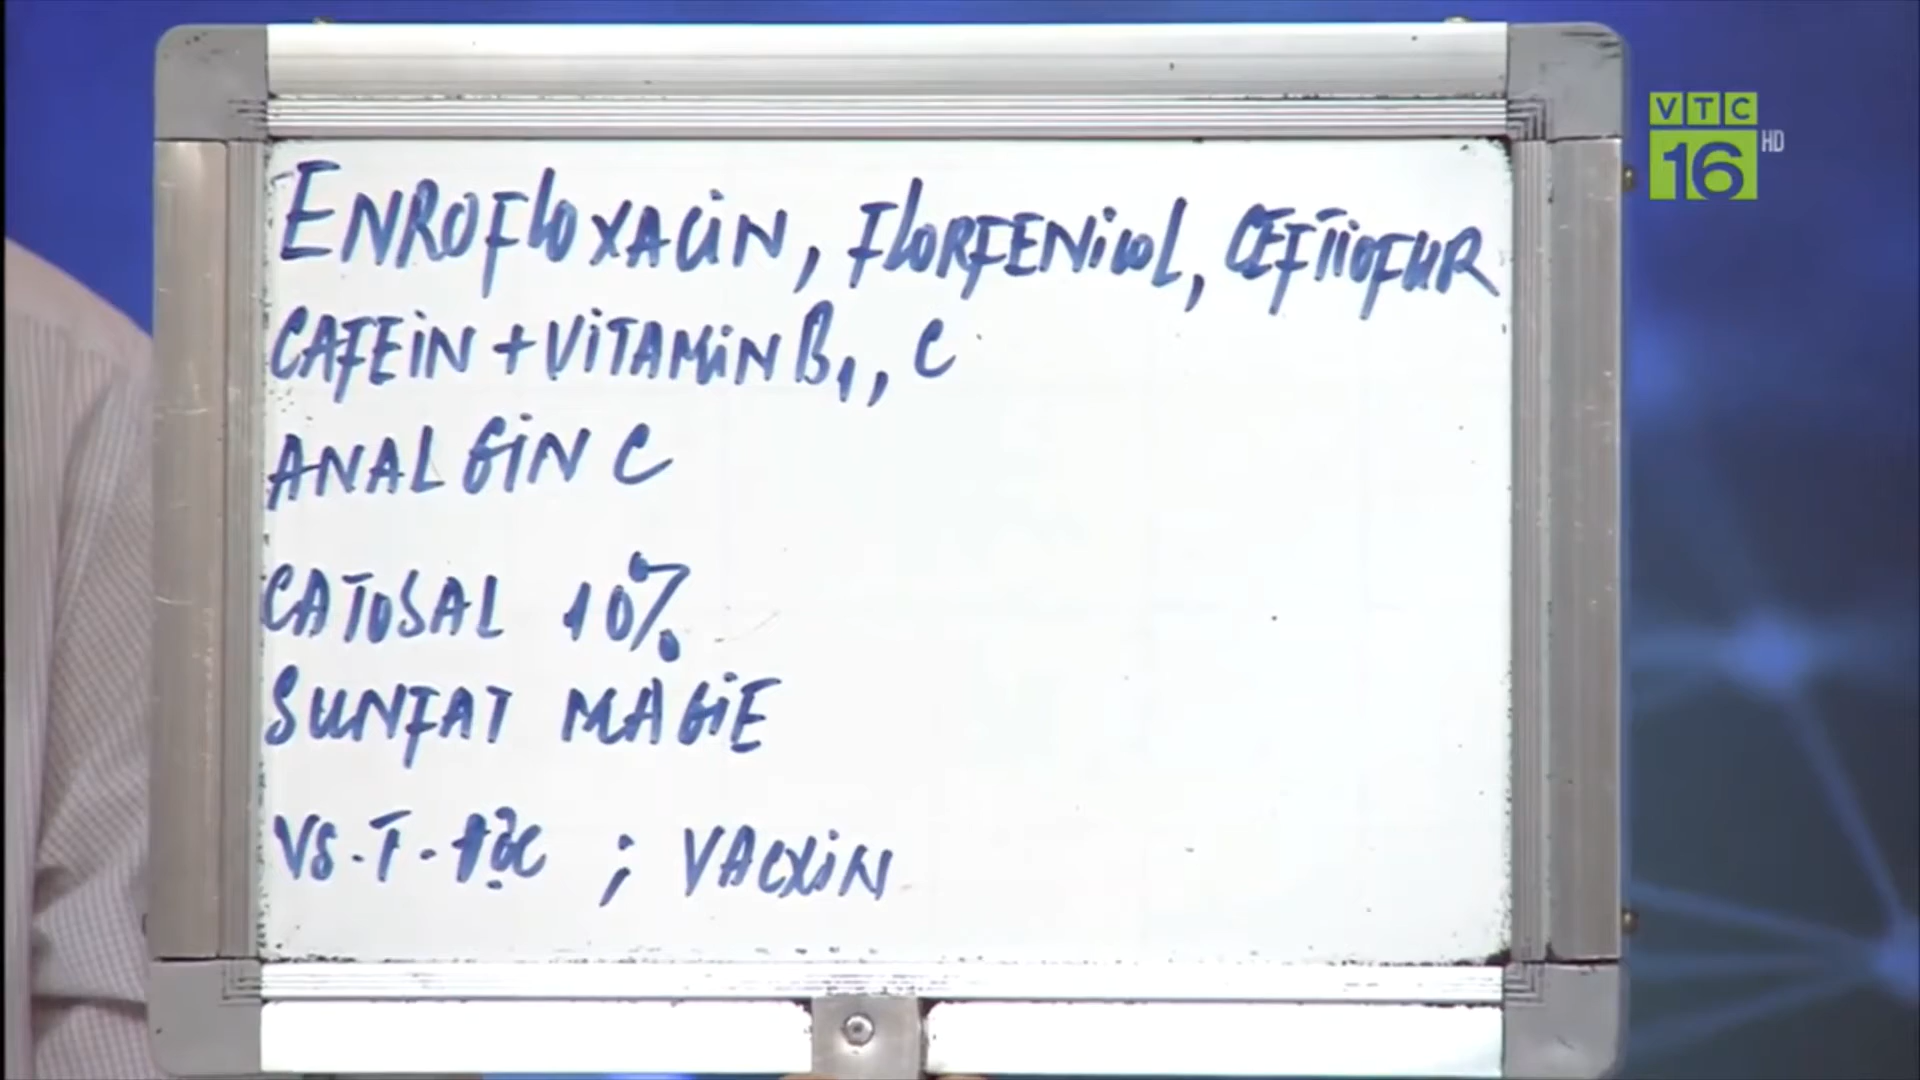 VTC
16 HD
ENROFLOXACIN, FLORFENICOL, CEFTIOFUR
CAFEIN + VITAMIN B1, C
ANALGIN C
CATOSAL 10%
SUNFAT MAGIE
VS.T.ĐỘC ; VACXIN